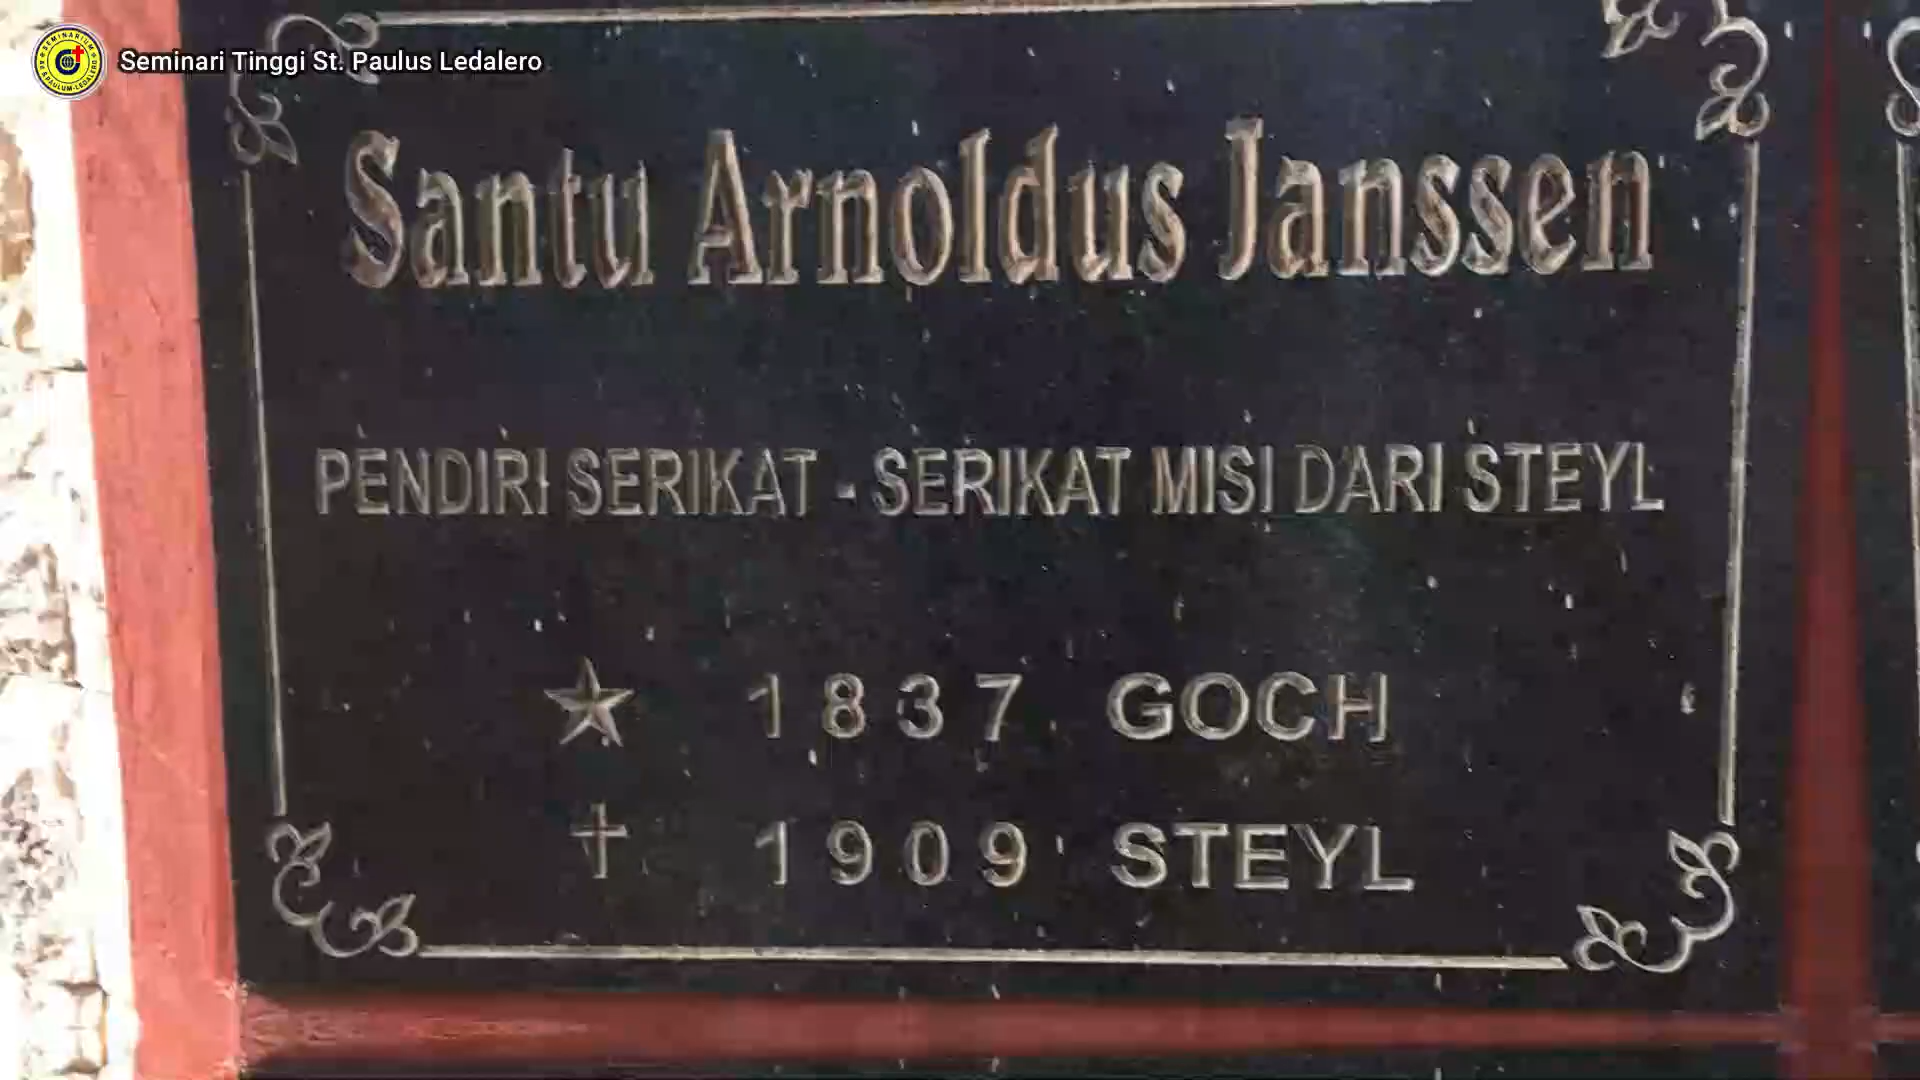 Seminari Tinggi St. Paulus Ledalero
Santu Arnoldus Janssen
PENDIRI SERIKAT - SERIKAT MISI DARI STEYL
1837 GOCH
1909 STEYL